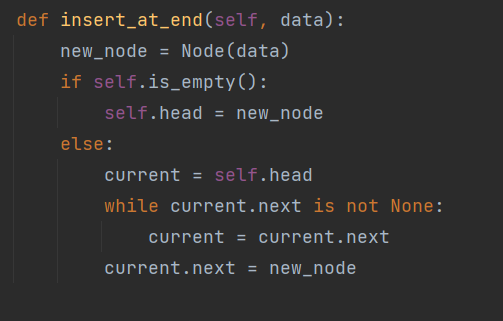 def insert_at_end(self, data):
    new_node = Node(data)
    if self.is_empty():
        self.head = new_node
    else:
        current = self.head
        while current.next is not None:
            current = current.next
        current.next = new_node